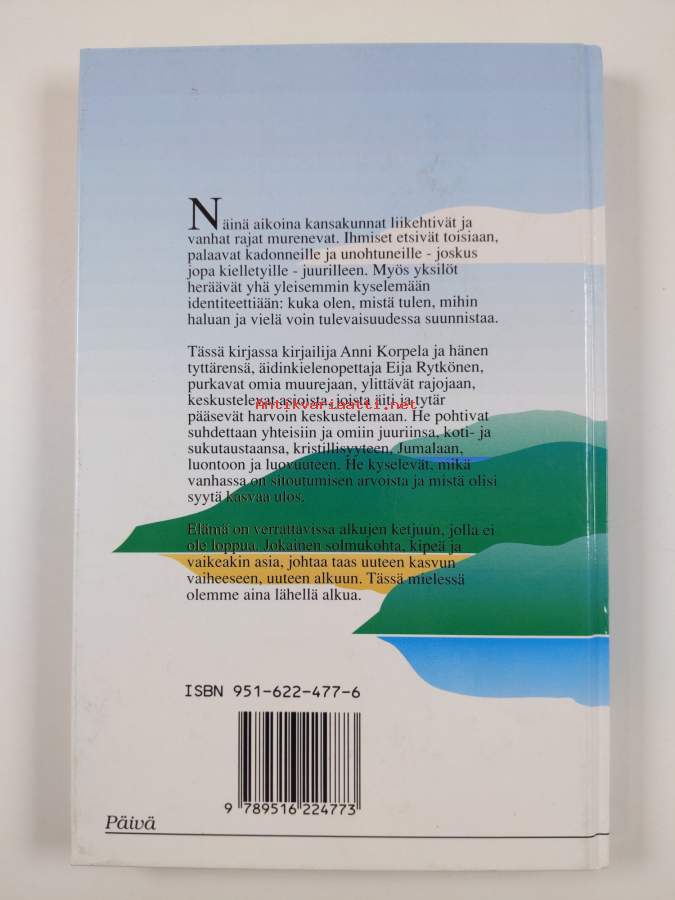 Näinä aikoina kansakunnat liikehtivät ja
vanhat rajat murenevat. Ihmiset etsivät toisiaan,
palaavat kadonneille ja unohtuneille - joskus
jopa kielletyille - juurilleen. Myös yksilöt
heräävät yhä yleisemmin kyselemään
identiteettiään: kuka olen, mistä tulen, mihin
haluan ja vielä voin tulevaisuudessa suunnistaa.
Tässä kirjassa kirjailija Anni Korpela ja hänen
tyttärensä, äidinkielenopettaja Eija Rytkönen,
purkavat omia muurejaan, ylittävät rajojaan,
keskustelevat asioista, joista äiti ja tytär
Antikvariaatti.net
pääsevät harvoin keskustelemaan. He pohtivat
suhdettaan yhteisiin ja omiin juuriinsa, koti- ja
sukutaustaansa, kristillisyyteen, Jumalaan,
luontoon ja luovuuteen. He kyselevät, mikä
vanhassa on sitoutumisen arvoista ja mistä olisi
syytä kasvaa ulos.
Elämä on verrattavissa alkujen ketjuun, jolla ei
ole loppua. Jokainen solmukohta, kipeä ja
vaikeakin asia, johtaa taas uuteen kasvun
vaiheeseen, uuteen alkuun. Tässä mielessä
olemme aina lähellä alkua.
ISBN 951-622-477-6
9 789516 224773
Päivä